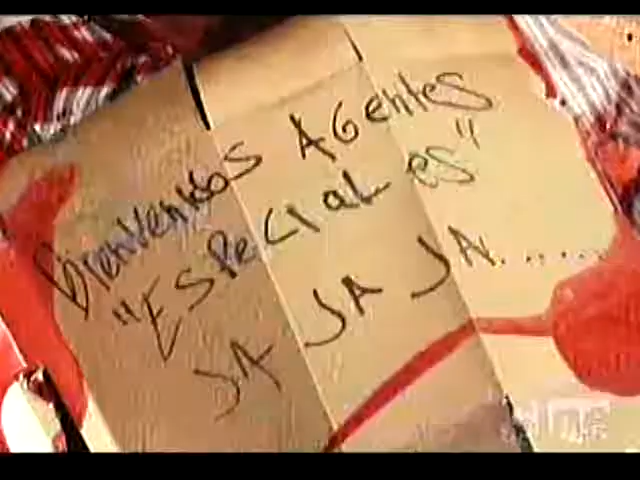 Bienvenidos Agentes
"Especiales"
JA JA JA.....